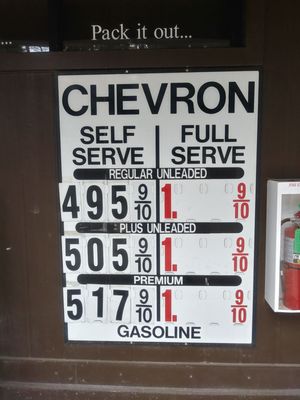 Pack it out...
CHEVRON
SELF SERVE
FULL SERVE
REGULAR UNLEADED
495 9/10 1. 9/10
PLUS UNLEADED
505 9/10 1. 9/10
PREMIUM
517 9/10 1. 9/10
GASOLINE